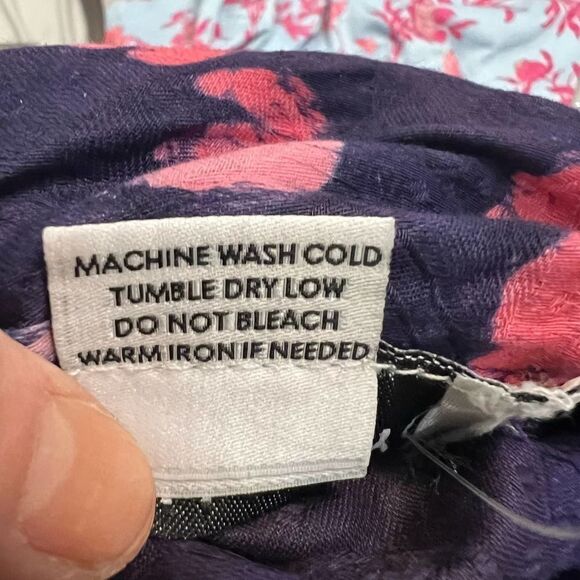 MACHINE WASH COLD
TUMBLE DRY LOW
DO NOT BLEACH
WARM IRON IF NEEDED